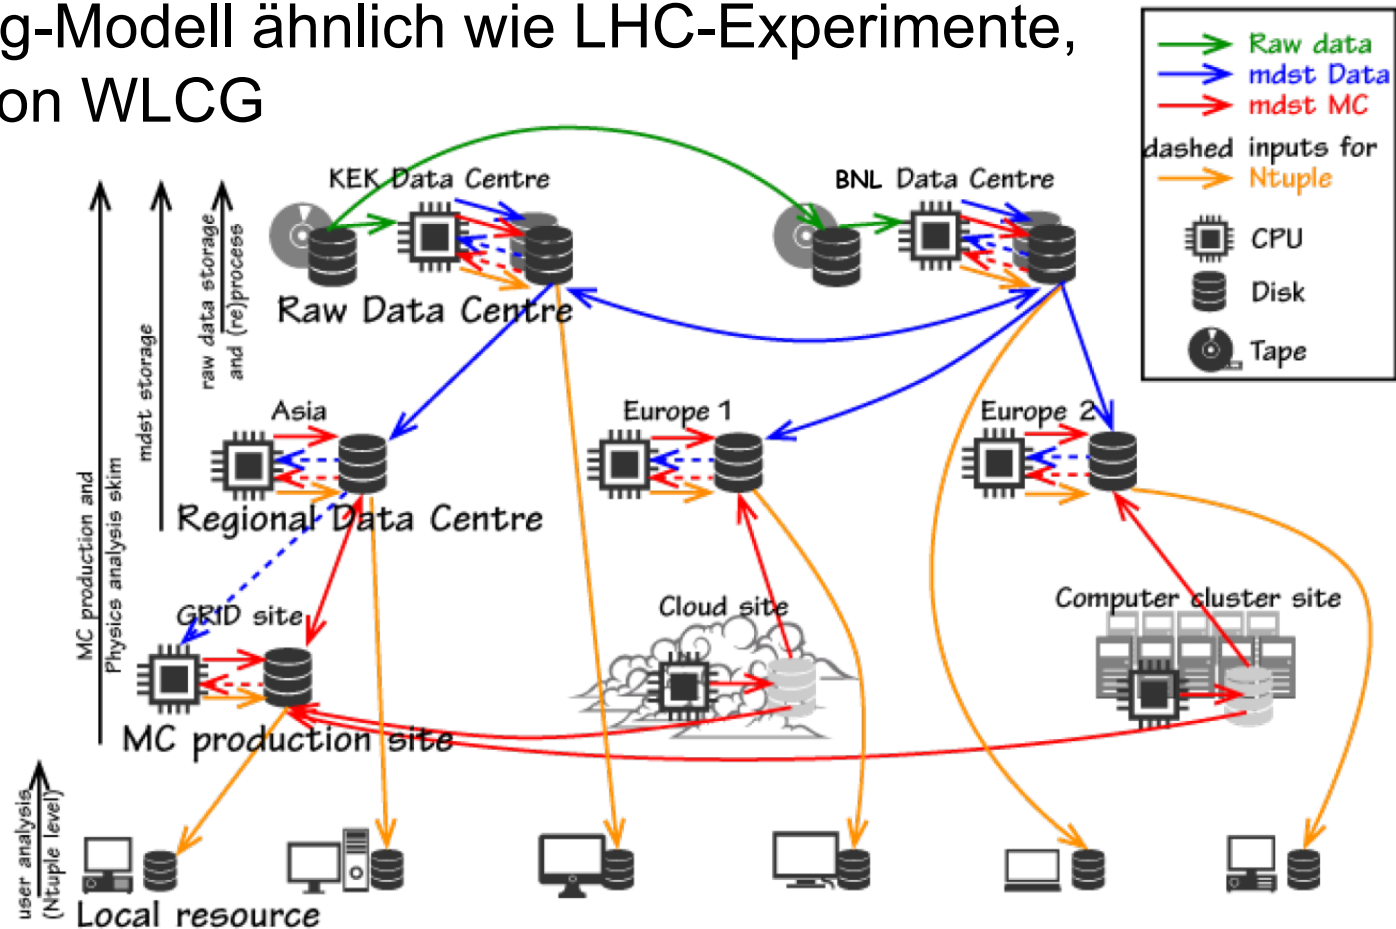 g-Modell ähnlich wie LHC-Experimente,
on WLCG
Raw data
mdst Data
mdst MC
dashed inputs for
Ntuple
CPU
Disk
Tape
KEK Data Centre
BNL Data Centre
Raw Data Centre
raw data storage
and (re)process
mdst storage
MC production and
Physics analysis skim
Asia
Europe 1
Europe 2
Regional Data Centre
GRID site
Cloud site
Computer cluster site
MC production site
user analysis
(Ntuple level)
Local resource